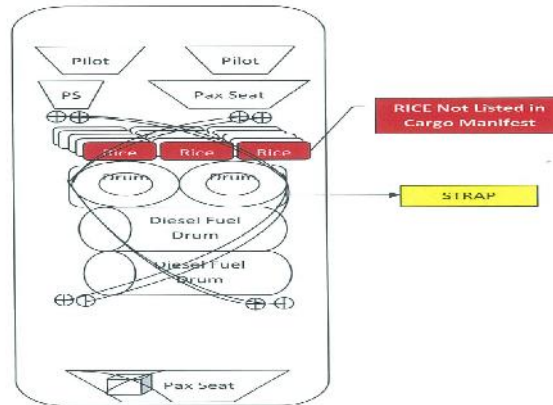 Pilot
Pilot
PS
Pax Seat
RICE Not Listed in
Cargo Manifest
Rice
Rice
Rice
Drum
Drum
STRAP
Diesel Fuel
Drum
Diesel Fuel
Drum
Pax Seat